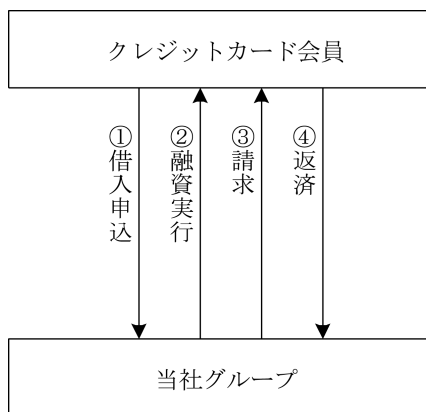 クレジットカード会員
①借入申込
②融資実行
③請求
④返済
当社グループ